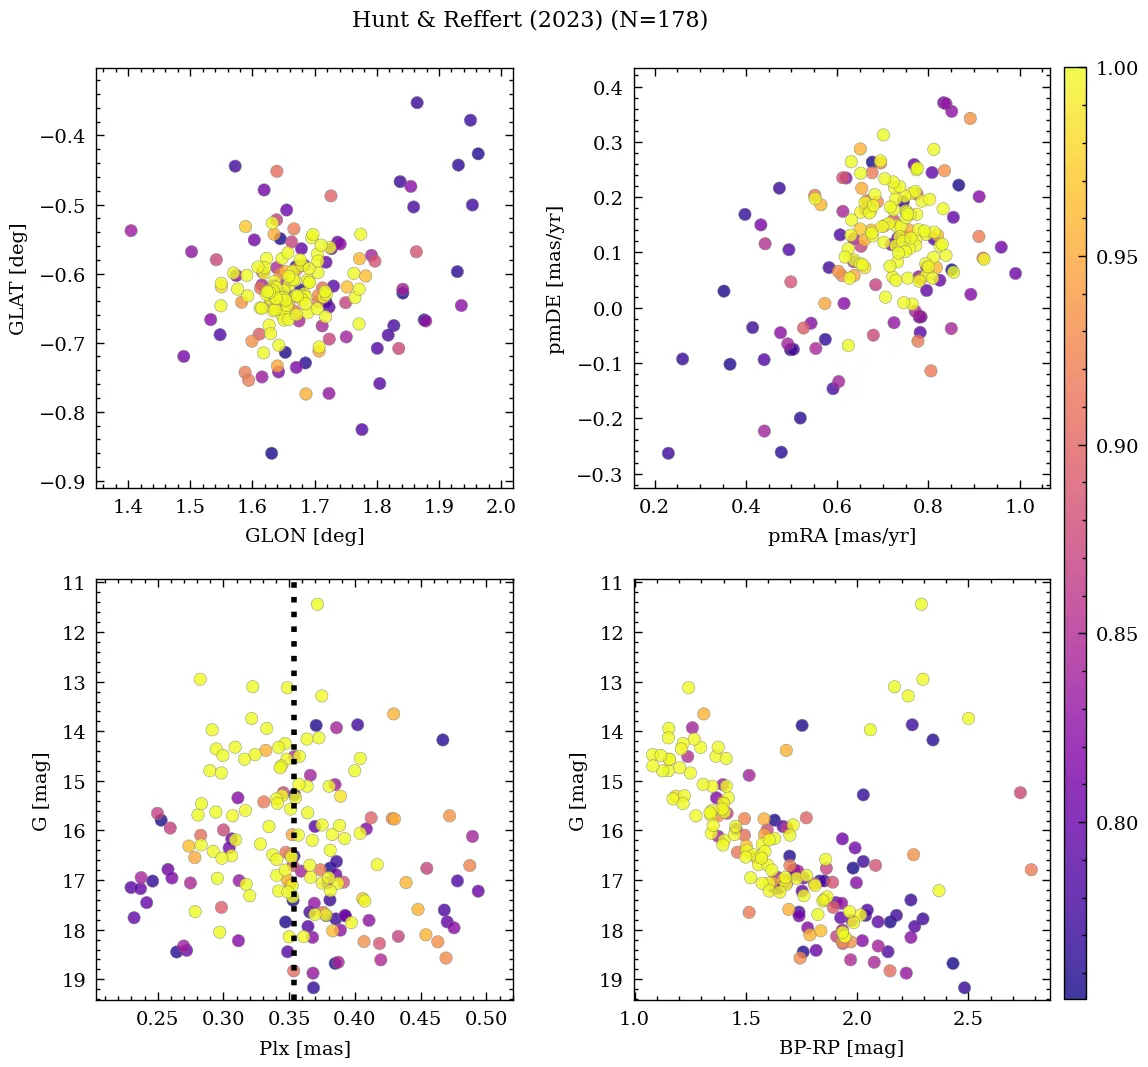 Hunt & Reffert (2023) (N=178)
−0.4
−0.5
−0.6
−0.7
−0.8
−0.9
GLAT [deg]
1.4 1.5 1.6 1.7 1.8 1.9 2.0
GLON [deg]
0.4
0.3
0.2
0.1
0.0
−0.1
−0.2
−0.3
pmDE [mas/yr]
0.2 0.4 0.6 0.8 1.0
pmRA [mas/yr]
1.00
0.95
0.90
0.85
0.80
11
12
13
14
15
16
17
18
19
G [mag]
0.25 0.30 0.35 0.40 0.45 0.50
Plx [mas]
11
12
13
14
15
16
17
18
19
G [mag]
1.0 1.5 2.0 2.5
BP-RP [mag]